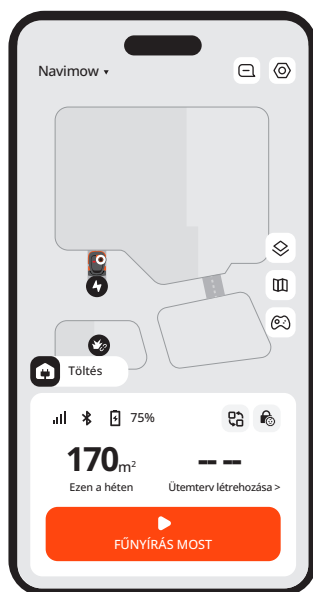 Navimow
Töltés
75%
170m²
-- --
Ezen a héten
Ütemterv létrehozása >
FŰNYÍRÁS MOST